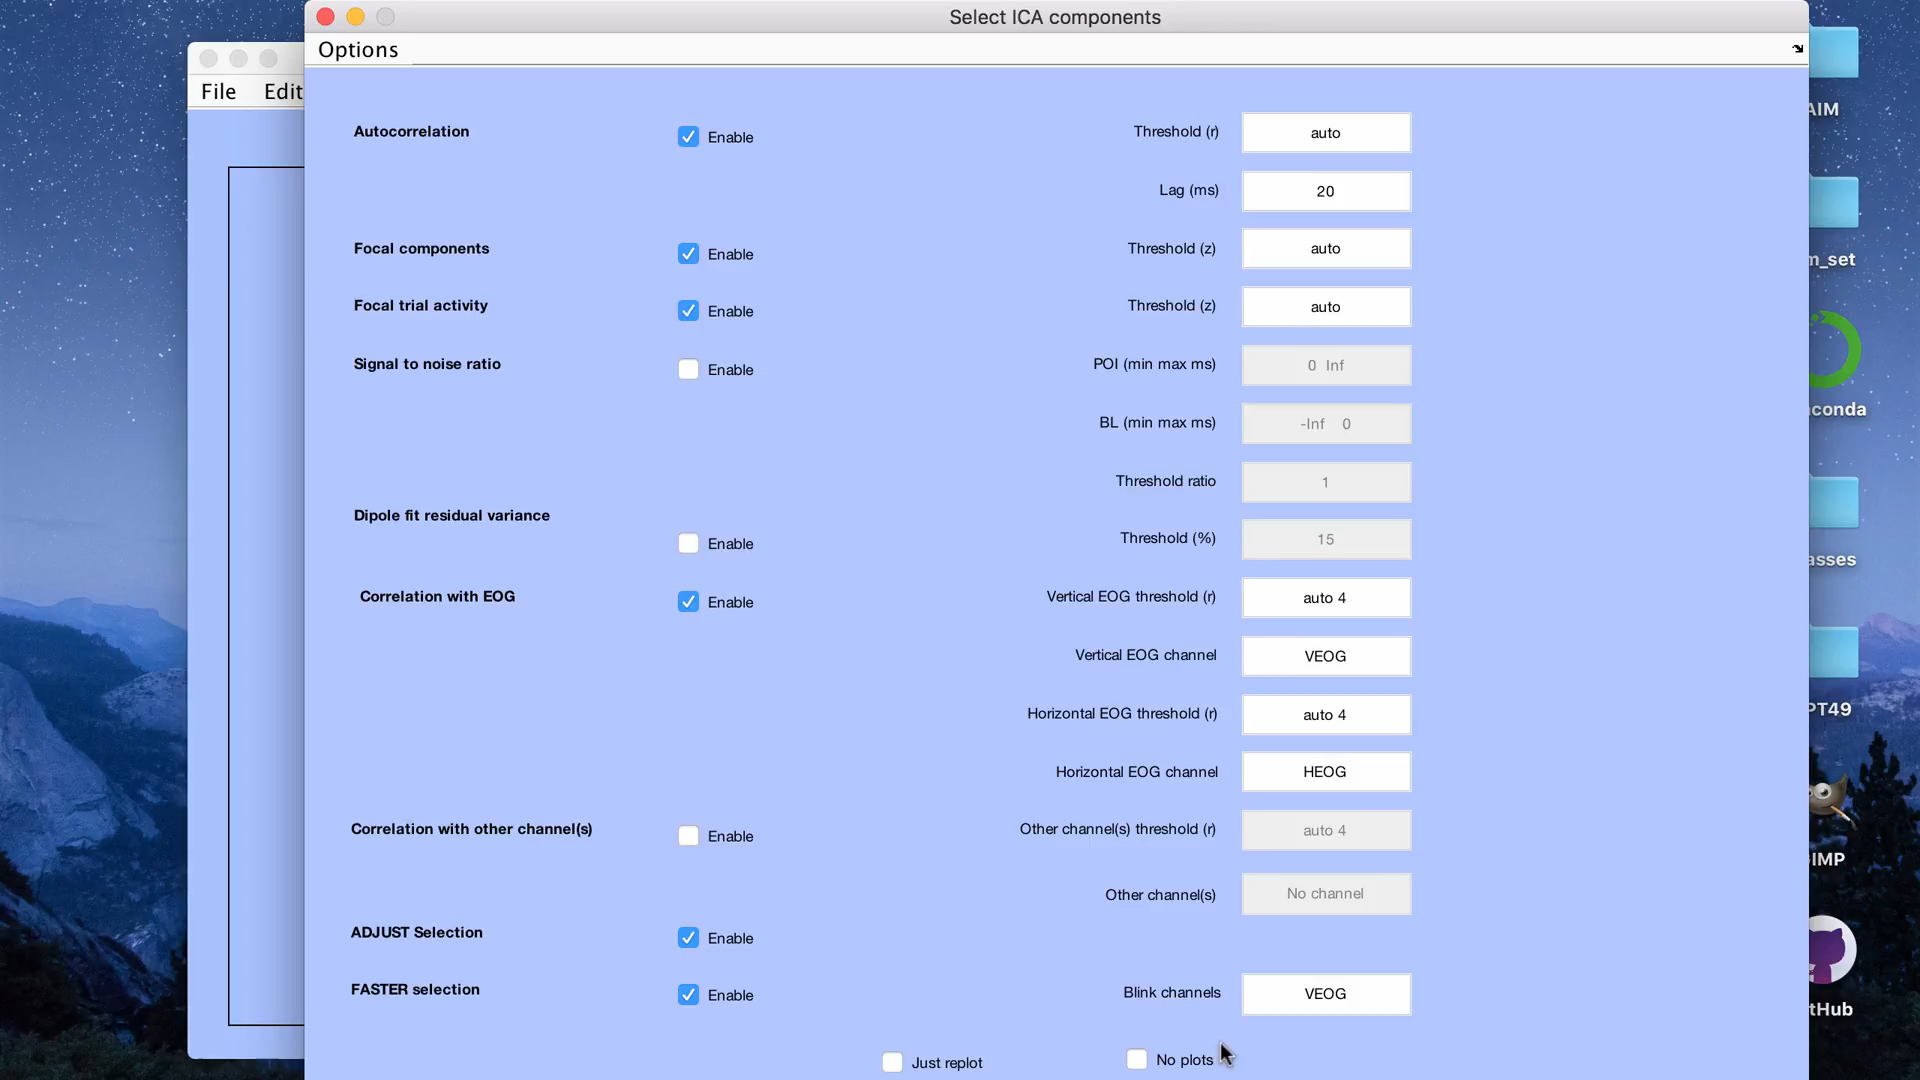 Select ICA components
Options
File Edit
Autocorrelation Enable Threshold (r) auto
Lag (ms) 20
Focal components Enable Threshold (z) auto
Focal trial activity Enable Threshold (z) auto
Signal to noise ratio Enable POI (min max ms) 0 Inf
BL (min max ms) -Inf 0
Threshold ratio 1
Dipole fit residual variance Enable Threshold (%) 15
Correlation with EOG Enable Vertical EOG threshold (r) auto 4
Vertical EOG channel VEOG
Horizontal EOG threshold (r) auto 4
Horizontal EOG channel HEOG
Correlation with other channel(s) Enable Other channel(s) threshold (r) auto 4
Other channel(s) No channel
ADJUST Selection Enable
FASTER selection Enable Blink channels VEOG
Just replot No plots
AIM
m_set
aconda
asses
PT49
IMP
tHub